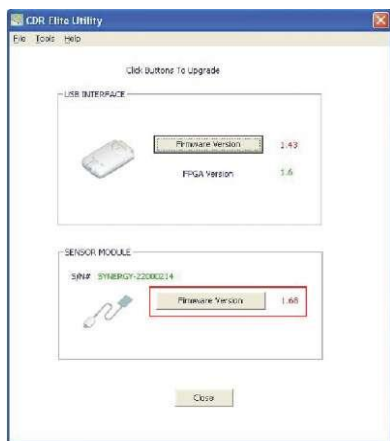 CDR Elite Utility
File Tools Help
Click Buttons To Upgrade
USB INTERFACE
Firmware Version 1.43
FPGA Version 1.6
SENSOR MODULE
S/N# SYNERGY-22000214
Firmware Version 1.68
Close